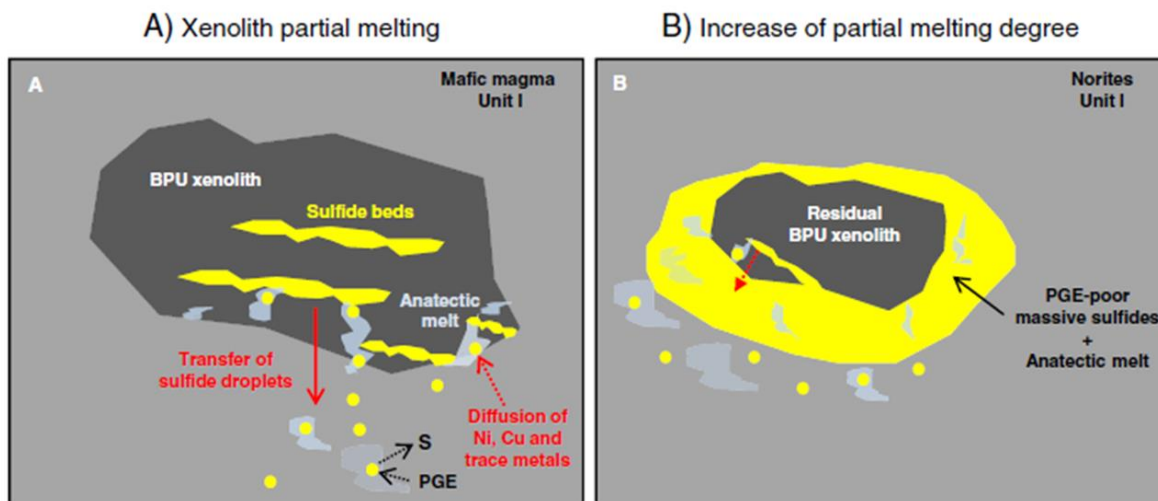 A) Xenolith partial melting
B) Increase of partial melting degree
A
Mafic magma
Unit I
BPU xenolith
Sulfide beds
Anatectic
melt
Transfer of
sulfide droplets
Diffusion of
Ni, Cu and
trace metals
S
PGE
B
Norites
Unit I
Residual
BPU xenolith
PGE-poor
massive sulfides
+
Anatectic melt